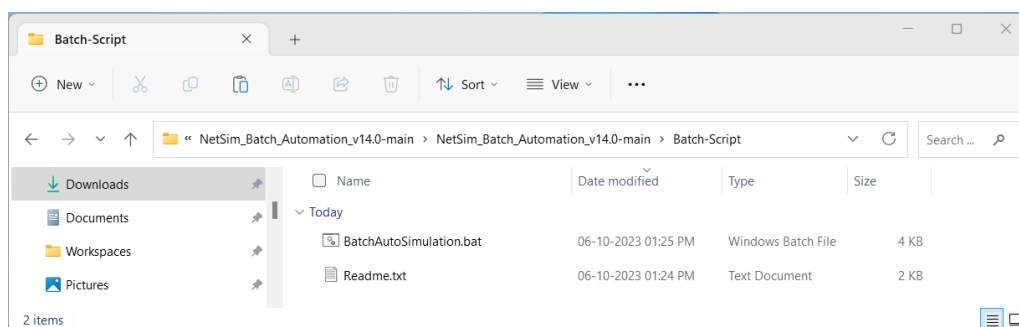 Batch-Script
New
Sort
View
« NetSim_Batch_Automation_v14.0-main > NetSim_Batch_Automation_v14.0-main > Batch-Script
Search ...
Downloads
Documents
Workspaces
Pictures
Name Date modified Type Size
Today
BatchAutoSimulation.bat 06-10-2023 01:25 PM Windows Batch File 4 KB
Readme.txt 06-10-2023 01:24 PM Text Document 2 KB
2 items